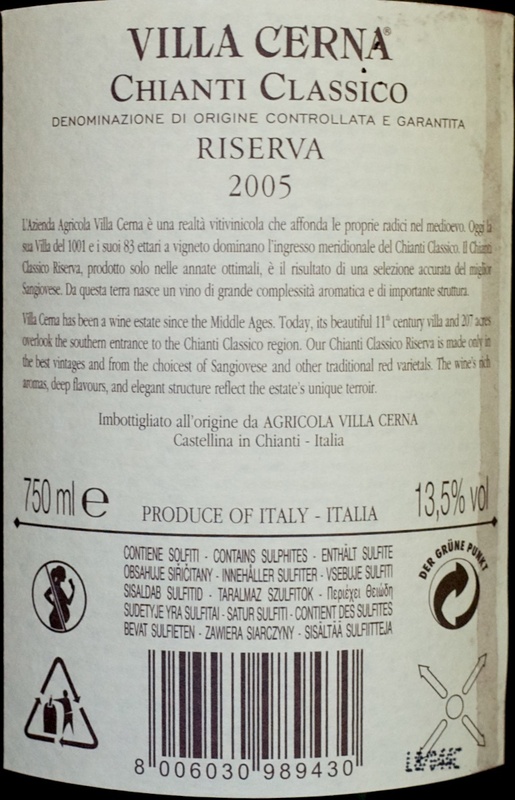 VILLA CERNA®
CHIANTI CLASSICO
DENOMINAZIONE DI ORIGINE CONTROLLATA E GARANTITA
RISERVA
2005
L'Azienda Agricola Villa Cerna è una realtà vitivinicola che affonda le proprie radici nel medioevo. Oggi la
sua Villa del 1001 e i suoi 83 ettari a vigneto dominano l'ingresso meridionale del Chianti Classico. Il Chianti
Classico Riserva, prodotto solo nelle annate ottimali, è il risultato di una selezione accurata del miglior
Sangiovese. Da questa terra nasce un vino di grande complessità aromatica e di importante struttura.
Villa Cerna has been a wine estate since the Middle Ages. Today, its beautiful 11th century villa and 207 acres
overlook the southern entrance to the Chianti Classico region. Our Chianti Classico Riserva is made only in
the best vintages and from the choicest of Sangiovese and other traditional red varietals. The wine's rich
aromas, deep flavours, and elegant structure reflect the estate's unique terroir.
Imbottigliato all'origine da AGRICOLA VILLA CERNA
Castellina in Chianti - Italia
750 ml e
PRODUCE OF ITALY - ITALIA
13,5% vol
CONTIENE SOLFITI - CONTAINS SULPHITES - ENTHÄLT SULFITE
OBSAHUJE SIŘIČITANY - INNEHÅLLER SULFITER - VSEBUJE SULFITI
SISALDAB SULFITID - TARALMAZ SZULFITOK - Περιέχει Θειώδη
SUDETYJE YRA SULFITAI - SATUR SULFITI - CONTIENT DES SULFITES
BEVAT SULFIETEN - ZAWIERA SIARCZYNY - SISÄLTÄÄ SULFIITTEJA
DER GRÜNE PUNKT
8 006030 989430